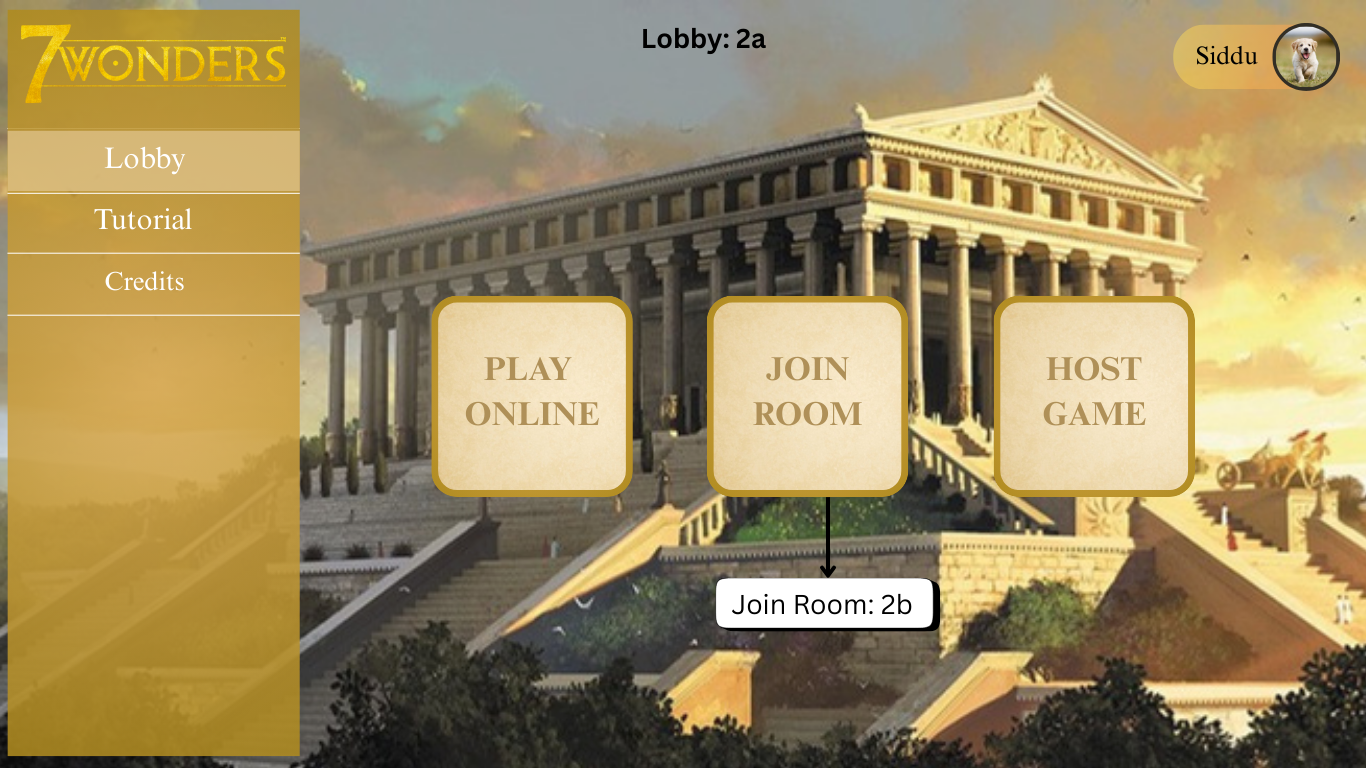 7WONDERS
Lobby
Tutorial
Credits
Lobby: 2a
Siddu
PLAY
ONLINE
JOIN
ROOM
HOST
GAME
Join Room: 2b